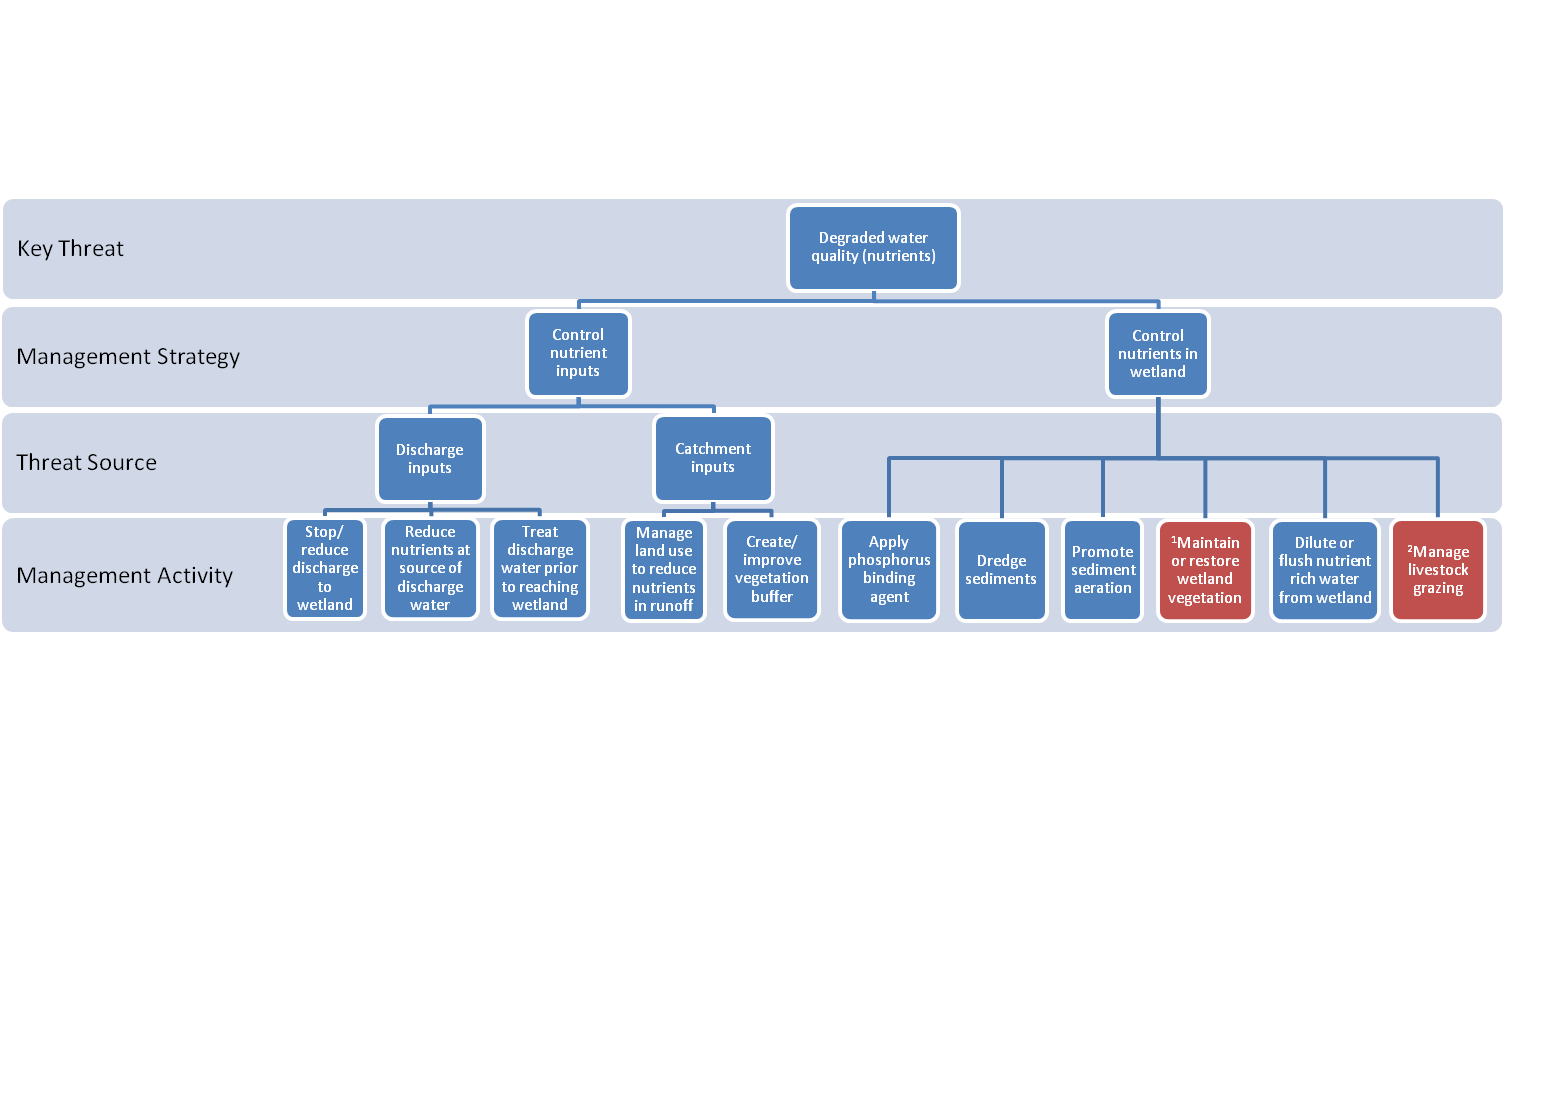 Key Threat
Degraded water
quality (nutrients)
Management Strategy
Control
nutrient
inputs
Control
nutrients in
wetland
Threat Source
Discharge
inputs
Catchment
inputs
Management Activity
Stop/
reduce
discharge
to
wetland
Reduce
nutrients at
source of
discharge
water
Treat
discharge
water prior
to reaching
wetland
Manage
land use
to reduce
nutrients
in runoff
Create/
improve
vegetation
buffer
Apply
phosphorus
binding
agent
Dredge
sediments
Promote
sediment
aeration
¹Maintain
or restore
wetland
vegetation
Dilute or
flush nutrient
rich water
from wetland
²Manage
livestock
grazing